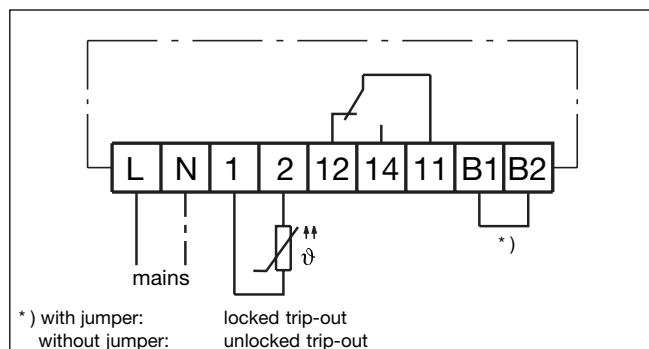 L N 1 2 12 14 11 B1 B2
ϑ
*)
mains
*) with jumper: locked trip-out
without jumper: unlocked trip-out